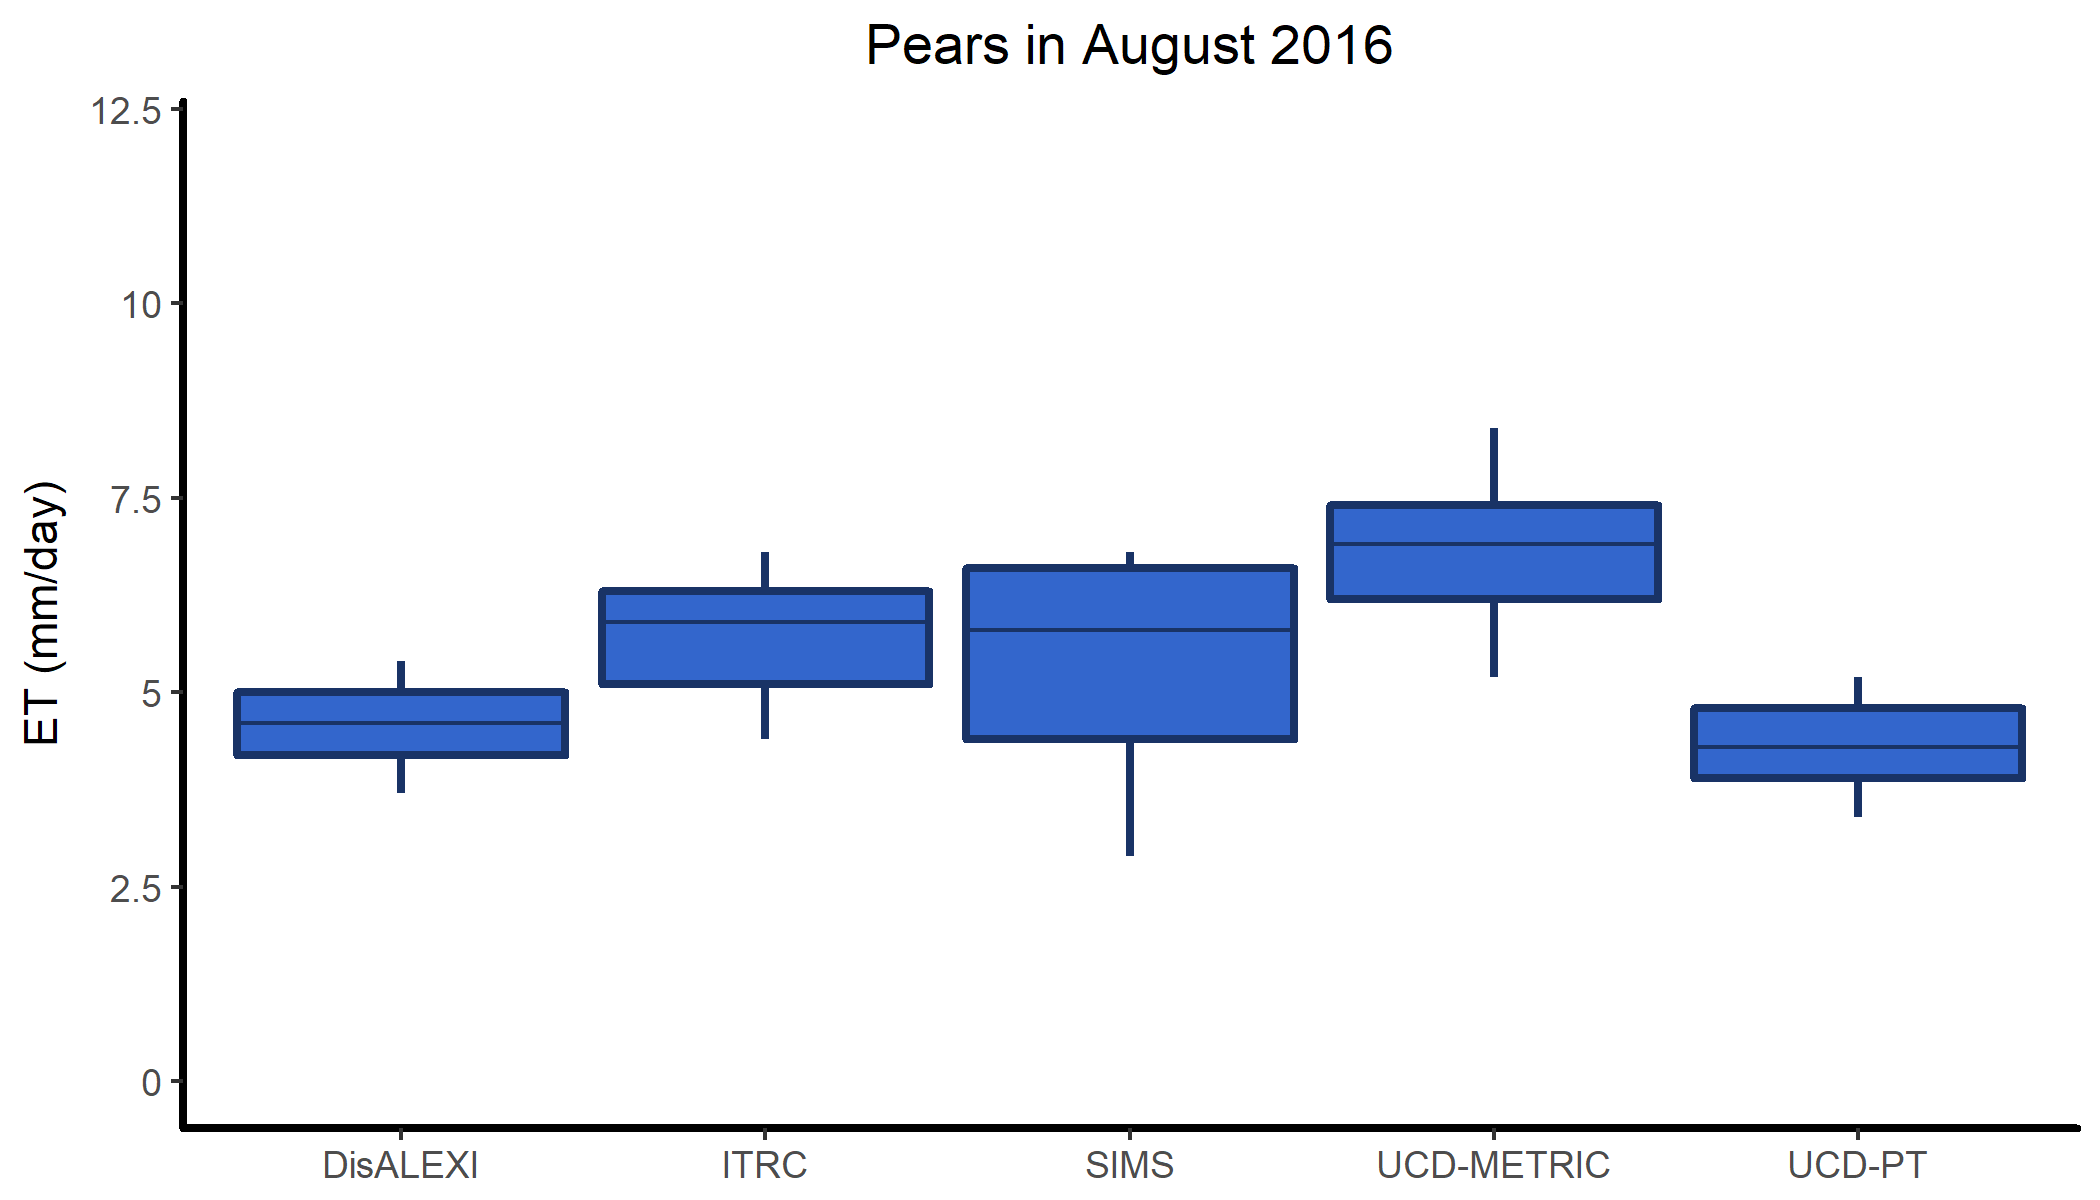 Pears in August 2016
ET (mm/day)
12.5
10
7.5
5
2.5
0
DisALEXI
ITRC
SIMS
UCD-METRIC
UCD-PT